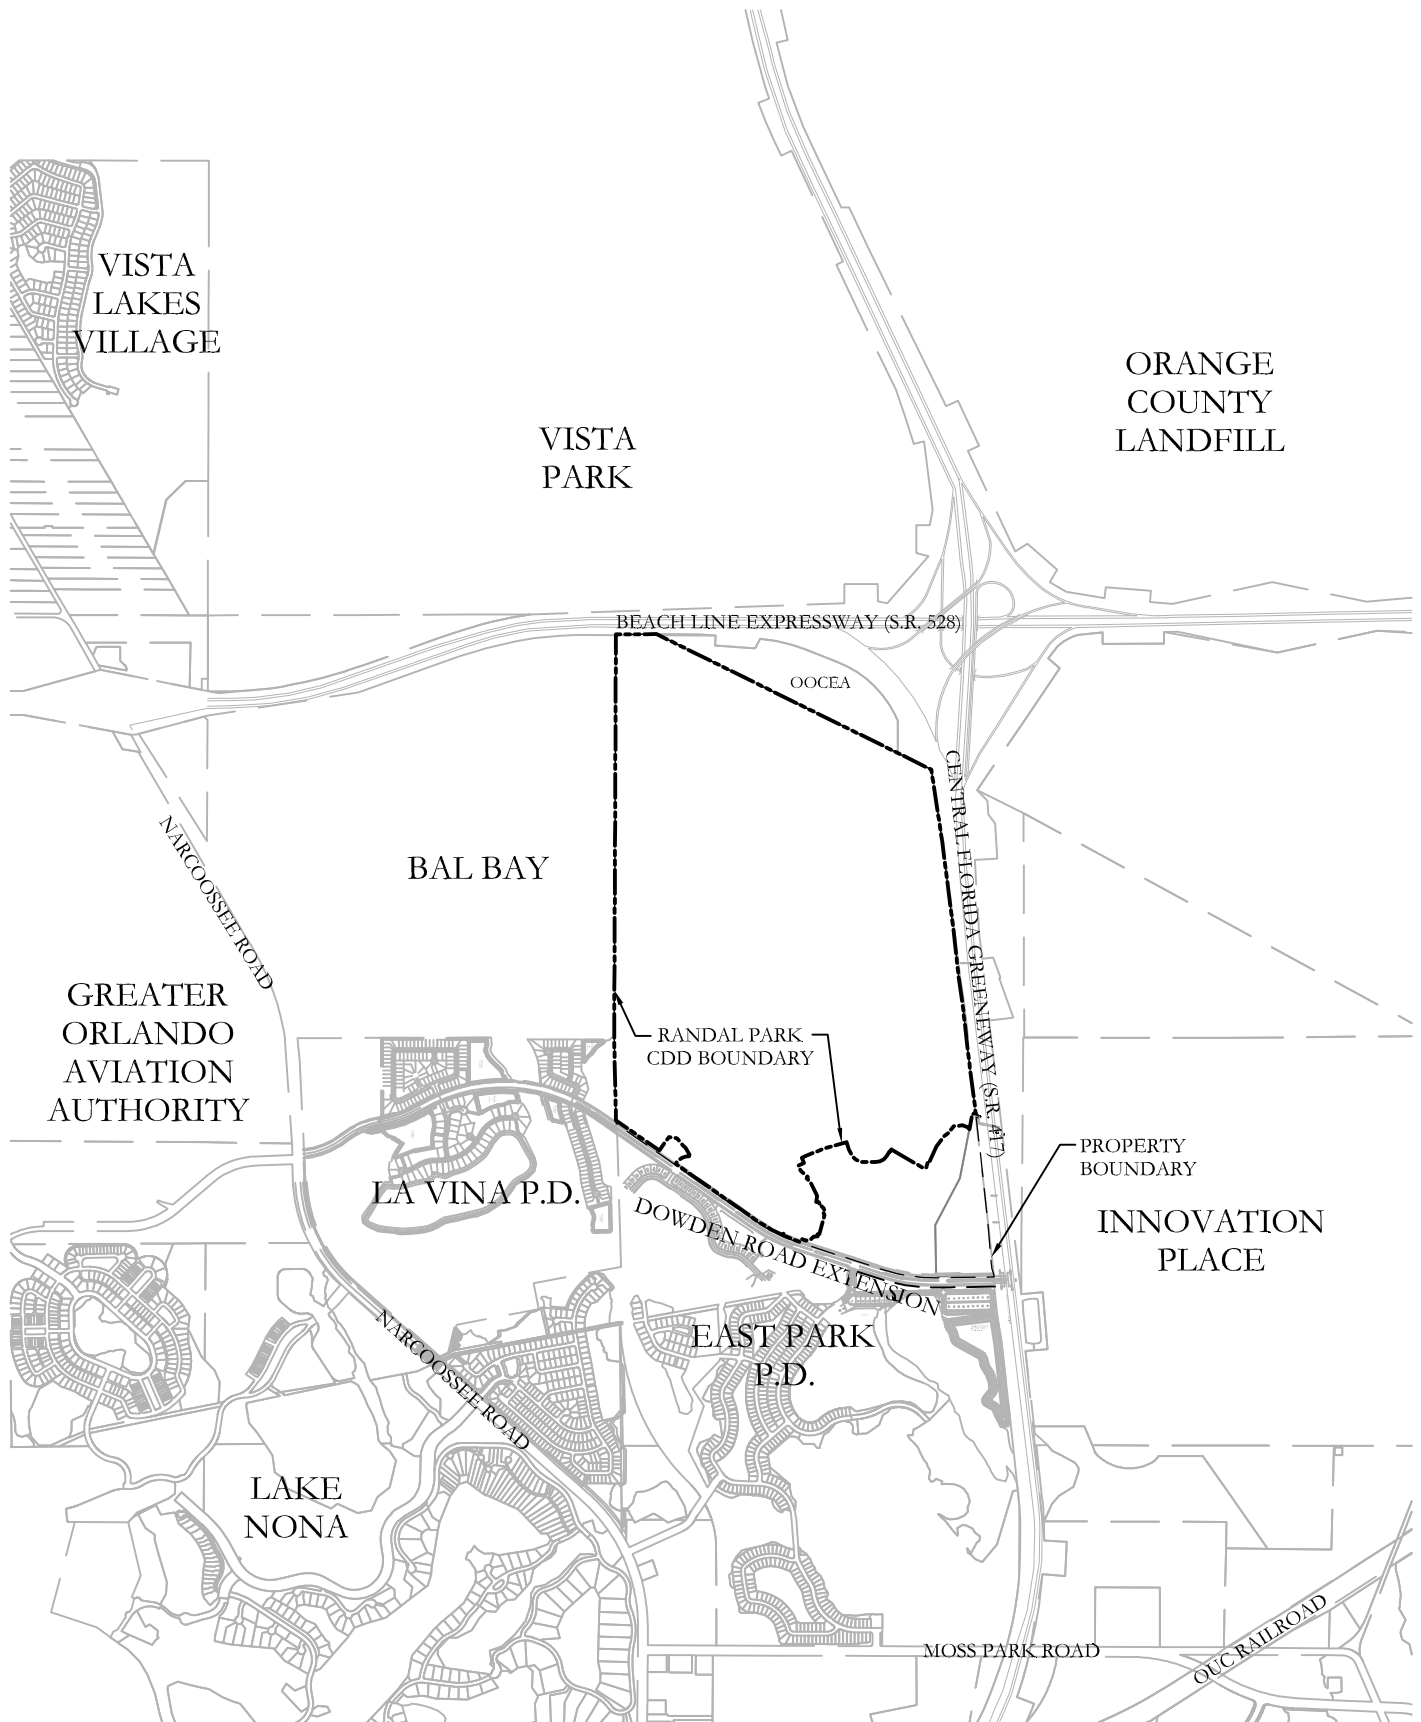 VISTA
LAKES
VILLAGE
ORANGE
COUNTY
LANDFILL
VISTA
PARK
BEACH LINE EXPRESSWAY (S.R. 528)
OOCEA
CENTRAL FLORIDA GREENEWAY (S.R. 417)
NARCOOSSEE ROAD
BAL BAY
GREATER
ORLANDO
AVIATION
AUTHORITY
RANDAL PARK
CDD BOUNDARY
PROPERTY
BOUNDARY
LA VINA P.D.
DOWDEN ROAD EXTENSION
INNOVATION
PLACE
NARCOOSSEE ROAD
EAST PARK
P.D.
LAKE
NONA
MOSS PARK ROAD
OUC RAILROAD